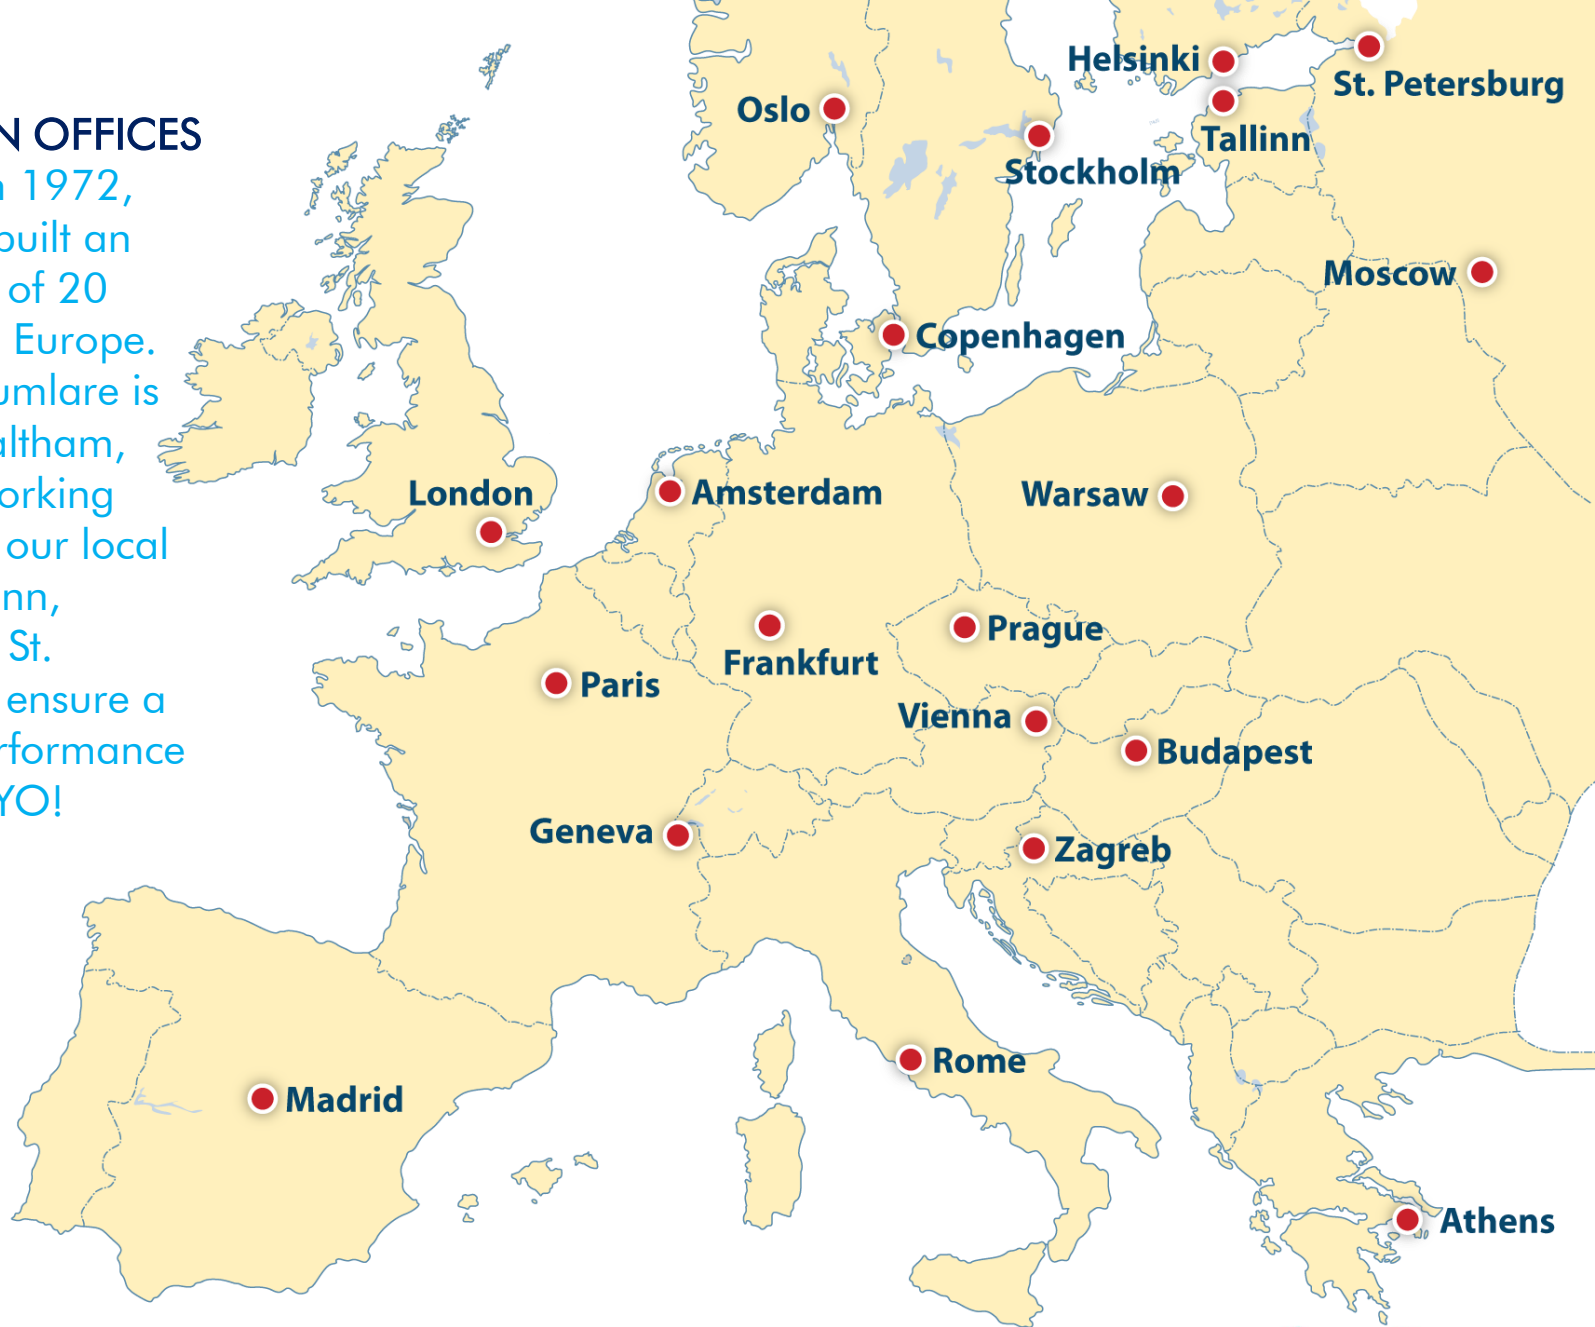 N OFFICES
n 1972,
built an
of 20
Europe.
umlare is
altham,
orking
our local
nn,
St.
ensure a
rformance
YO!
Helsinki
St. Petersburg
Oslo
Tallinn
Stockholm
Moscow
Copenhagen
London
Amsterdam
Warsaw
Prague
Frankfurt
Paris
Vienna
Budapest
Geneva
Zagreb
Rome
Madrid
Athens